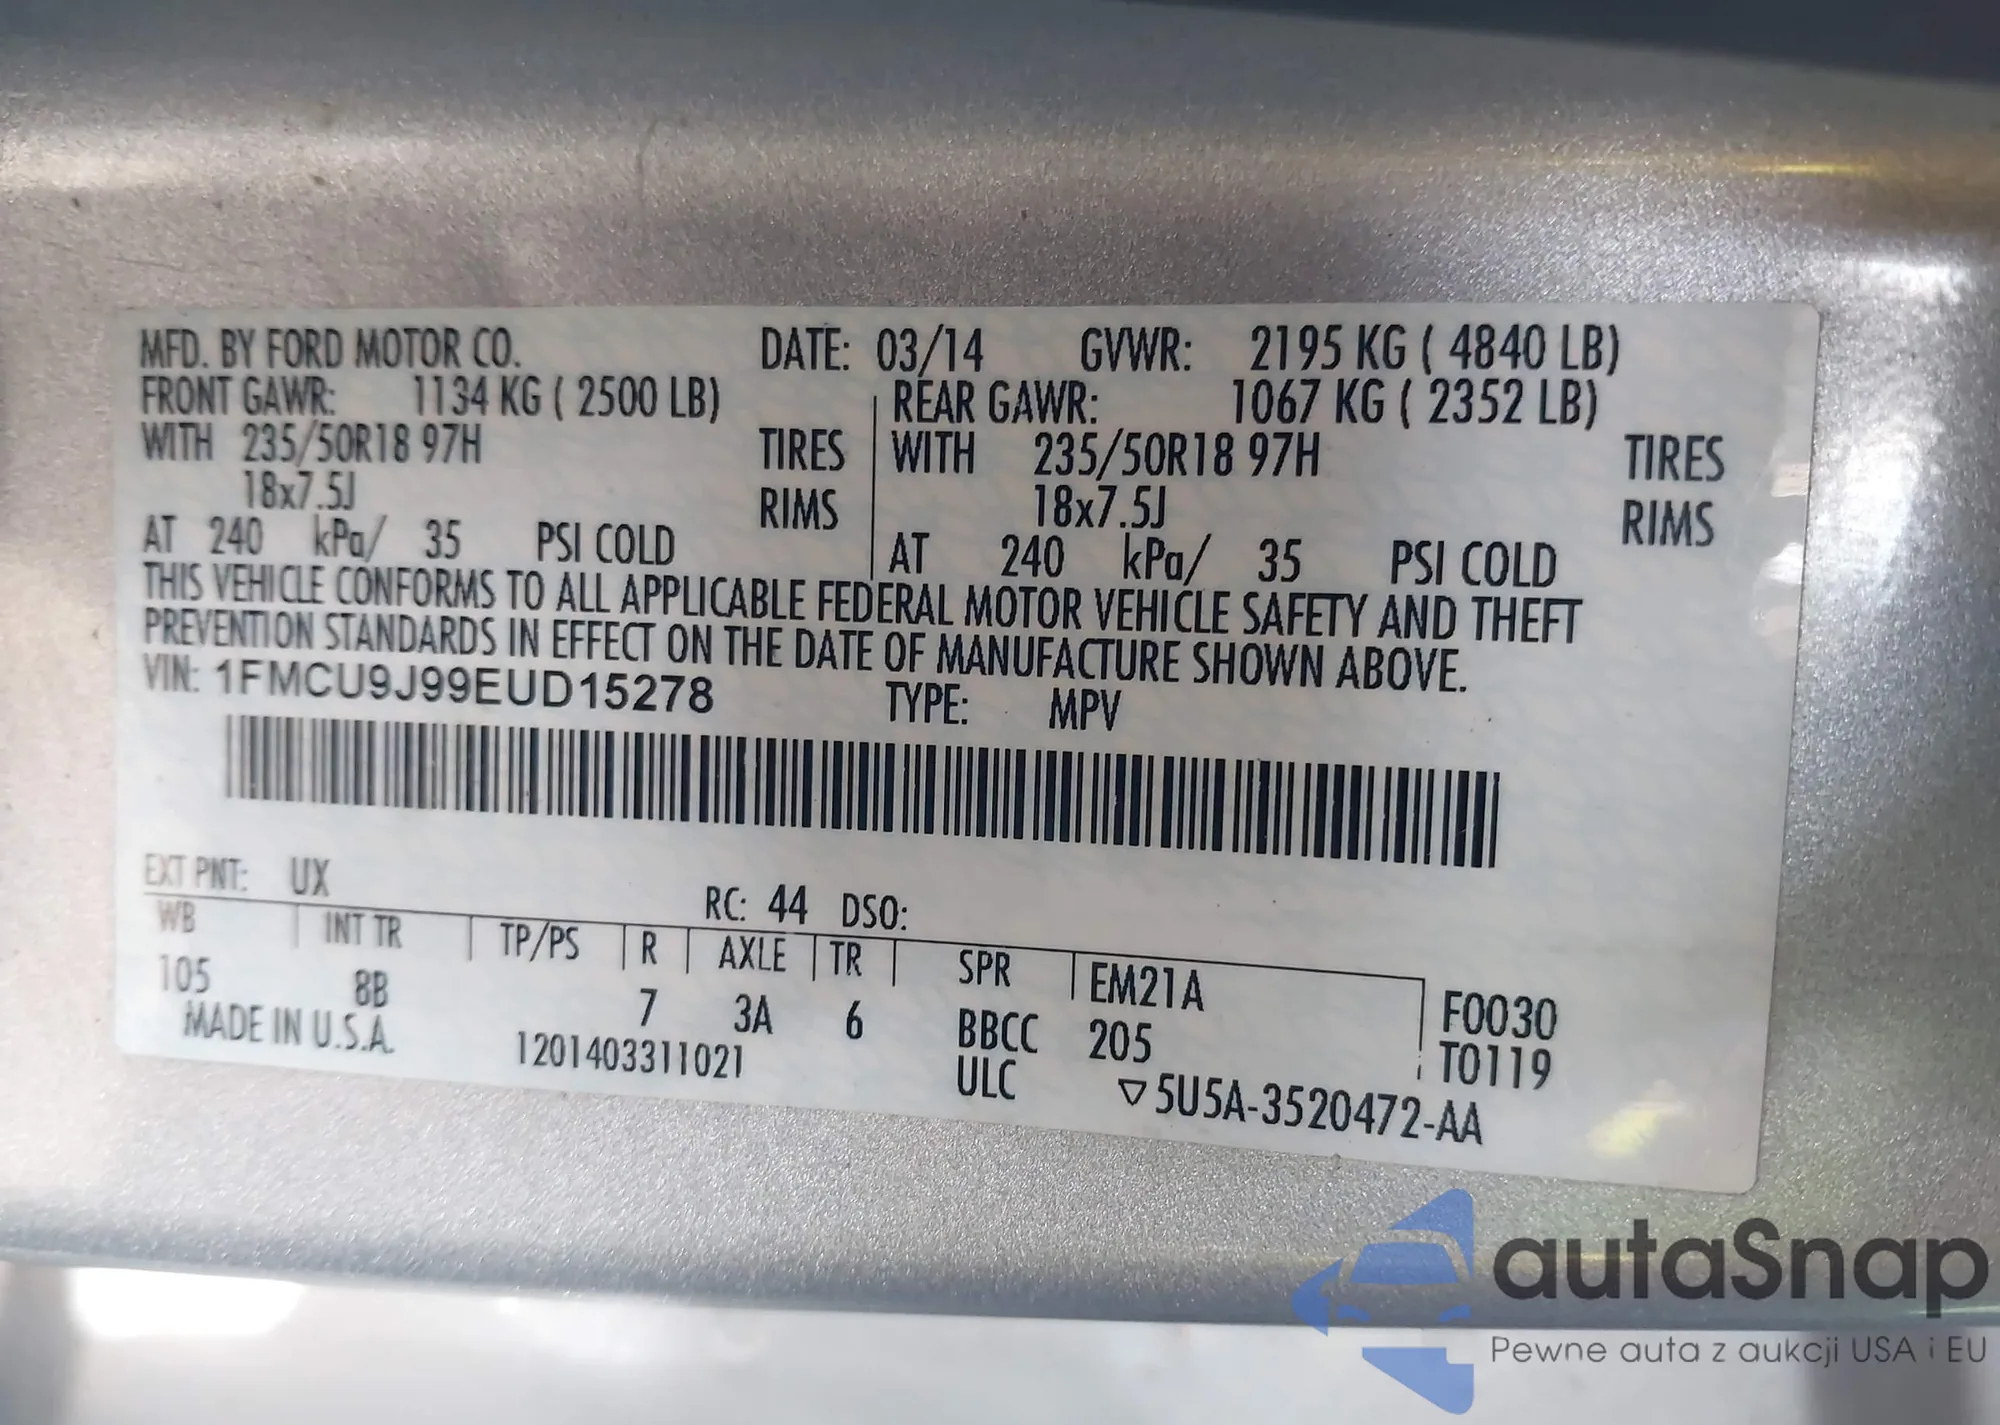 MFD. BY FORD MOTOR CO. DATE: 03/14 GVWR: 2195 KG ( 4840 LB)
FRONT GAWR: 1134 KG ( 2500 LB) REAR GAWR: 1067 KG ( 2352 LB)
WITH 235/50R18 97H TIRES WITH 235/50R18 97H TIRES
18x7.5J RIMS 18x7.5J RIMS
AT 240 kPa/ 35 PSI COLD AT 240 kPa/ 35 PSI COLD
THIS VEHICLE CONFORMS TO ALL APPLICABLE FEDERAL MOTOR VEHICLE SAFETY AND THEFT
PREVENTION STANDARDS IN EFFECT ON THE DATE OF MANUFACTURE SHOWN ABOVE.
VIN: 1FMCU9J99EUD15278 TYPE: MPV
EXT PNT: UX RC: 44 DSO:
WB INT TR TP/PS R AXLE TR SPR EM21A F0030
105 8B 7 3A 6 BBCC 205 T0119
MADE IN U.S.A. 1201403311021 ULC ▽5U5A-3520472-AA
autaSnap
Pewne auta z aukcji USA i EU